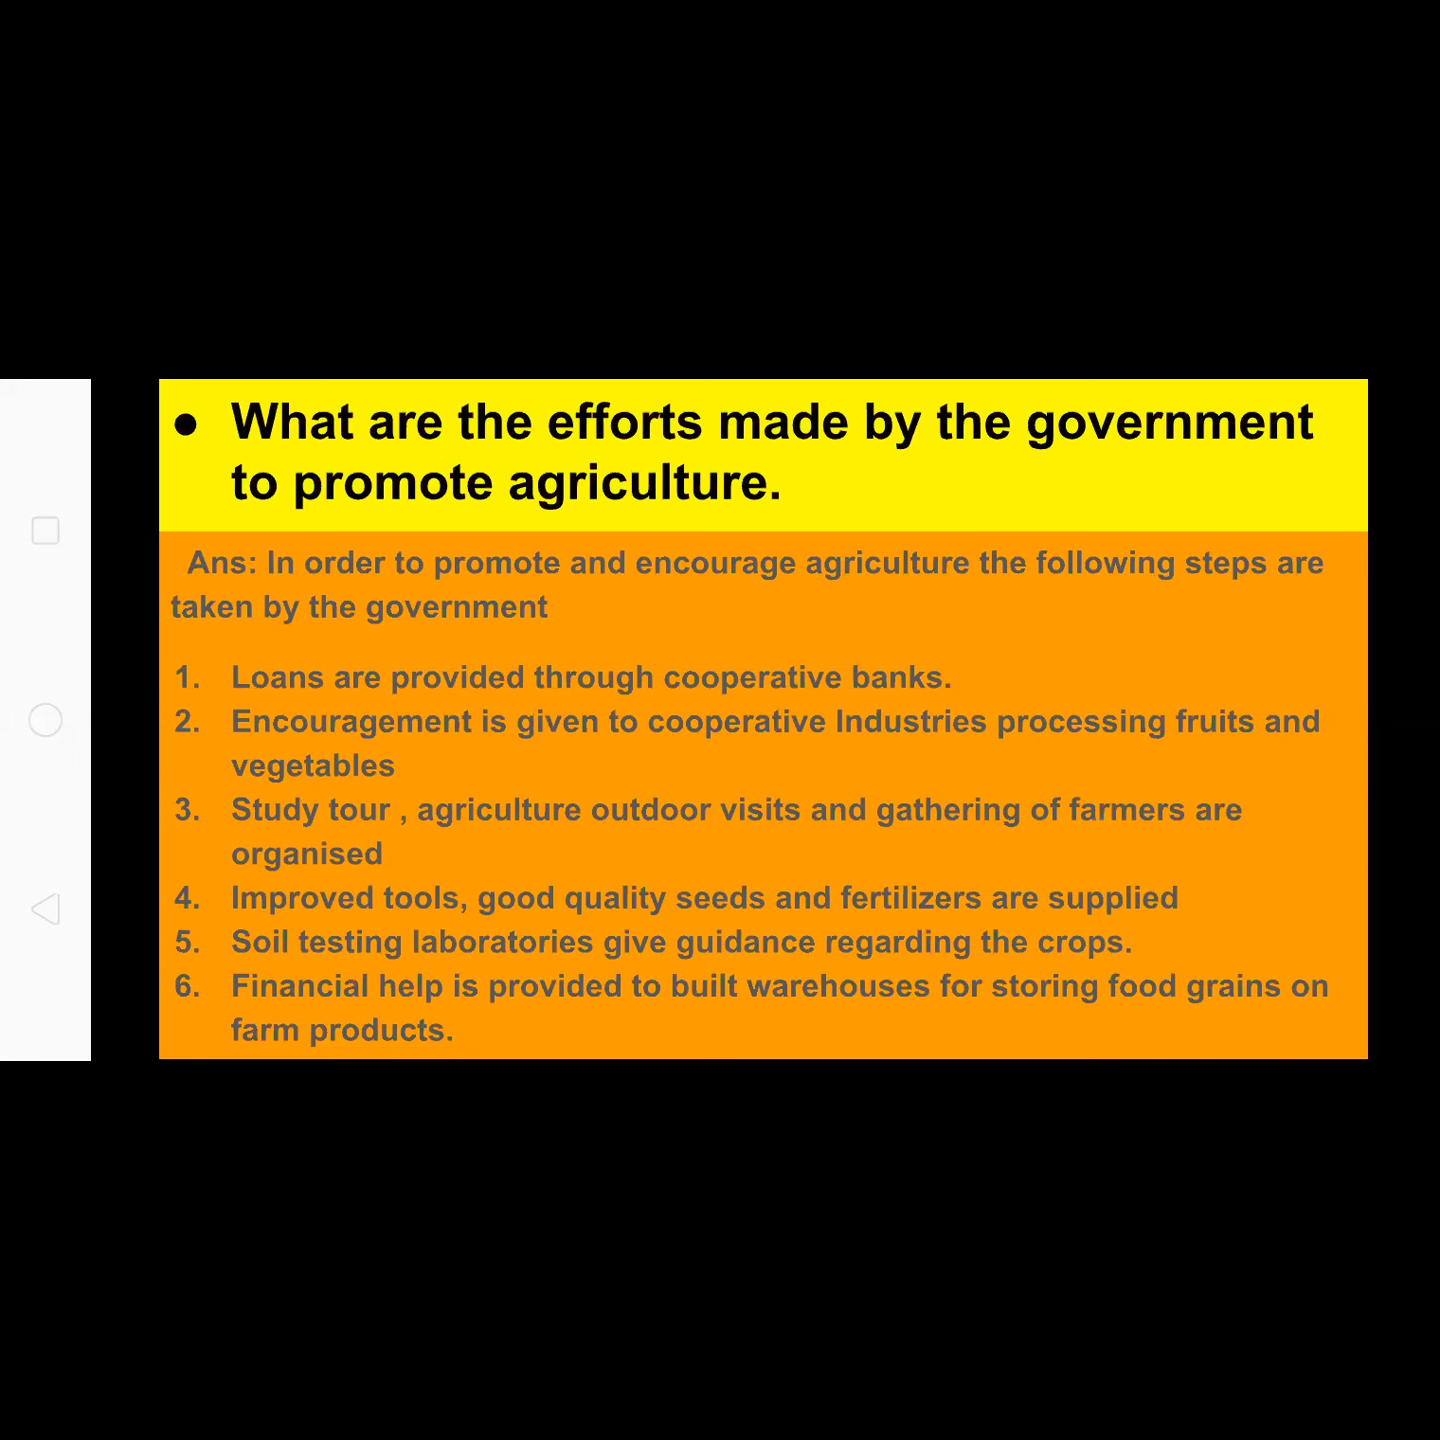 ● What are the efforts made by the government
to promote agriculture.
Ans: In order to promote and encourage agriculture the following steps are
taken by the government
1. Loans are provided through cooperative banks.
2. Encouragement is given to cooperative Industries processing fruits and
vegetables
3. Study tour , agriculture outdoor visits and gathering of farmers are
organised
4. Improved tools, good quality seeds and fertilizers are supplied
5. Soil testing laboratories give guidance regarding the crops.
6. Financial help is provided to built warehouses for storing food grains on
farm products.